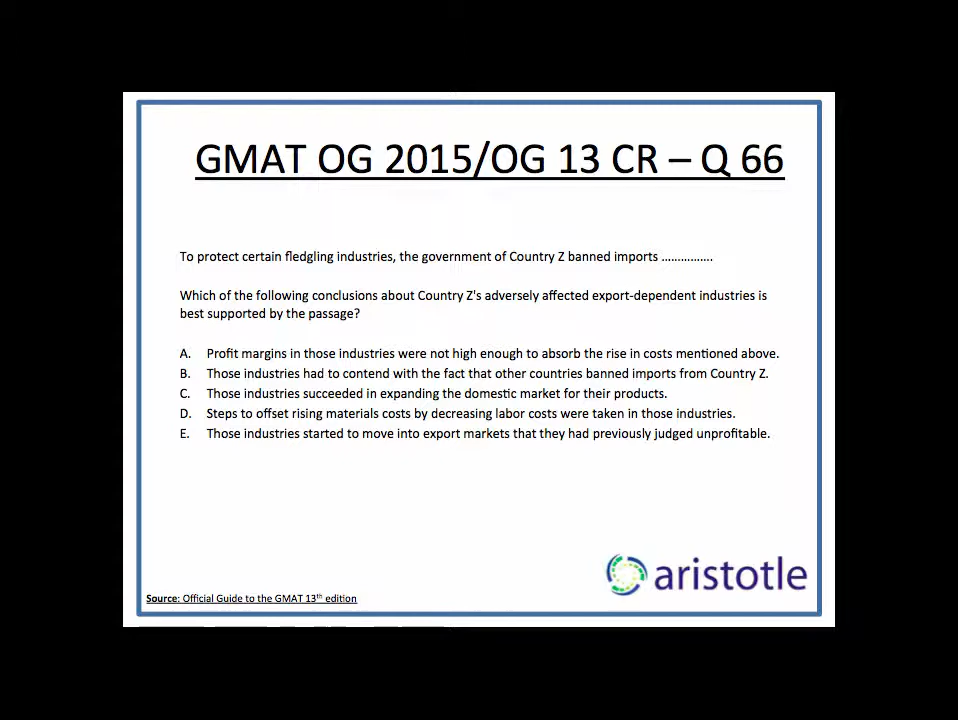 GMAT OG 2015/OG 13 CR – Q 66
To protect certain fledgling industries, the government of Country Z banned imports ...............
Which of the following conclusions about Country Z's adversely affected export-dependent industries is
best supported by the passage?
A. Profit margins in those industries were not high enough to absorb the rise in costs mentioned above.
B. Those industries had to contend with the fact that other countries banned imports from Country Z.
C. Those industries succeeded in expanding the domestic market for their products.
D. Steps to offset rising materials costs by decreasing labor costs were taken in those industries.
E. Those industries started to move into export markets that they had previously judged unprofitable.
aristotle
Source: Official Guide to the GMAT 13th edition